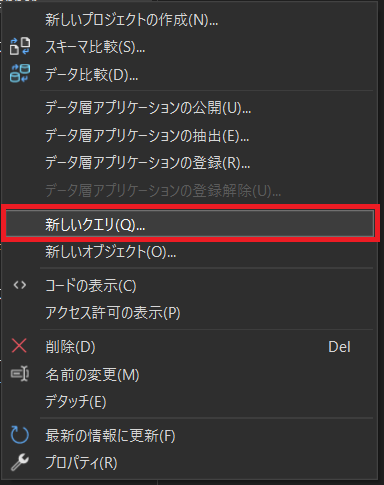 新しいプロジェクトの作成(N)...
スキーマ比較(S)...
データ比較(D)...
データ層アプリケーションの公開(U)...
データ層アプリケーションの抽出(E)...
データ層アプリケーションの登録(R)...
データ層アプリケーションの登録解除(U)...
新しいクエリ(Q)...
新しいオブジェクト(O)...
コードの表示(C)
アクセス許可の表示(P)
削除(D) Del
名前の変更(M)
デタッチ(E)
最新の情報に更新(F)
プロパティ(R)